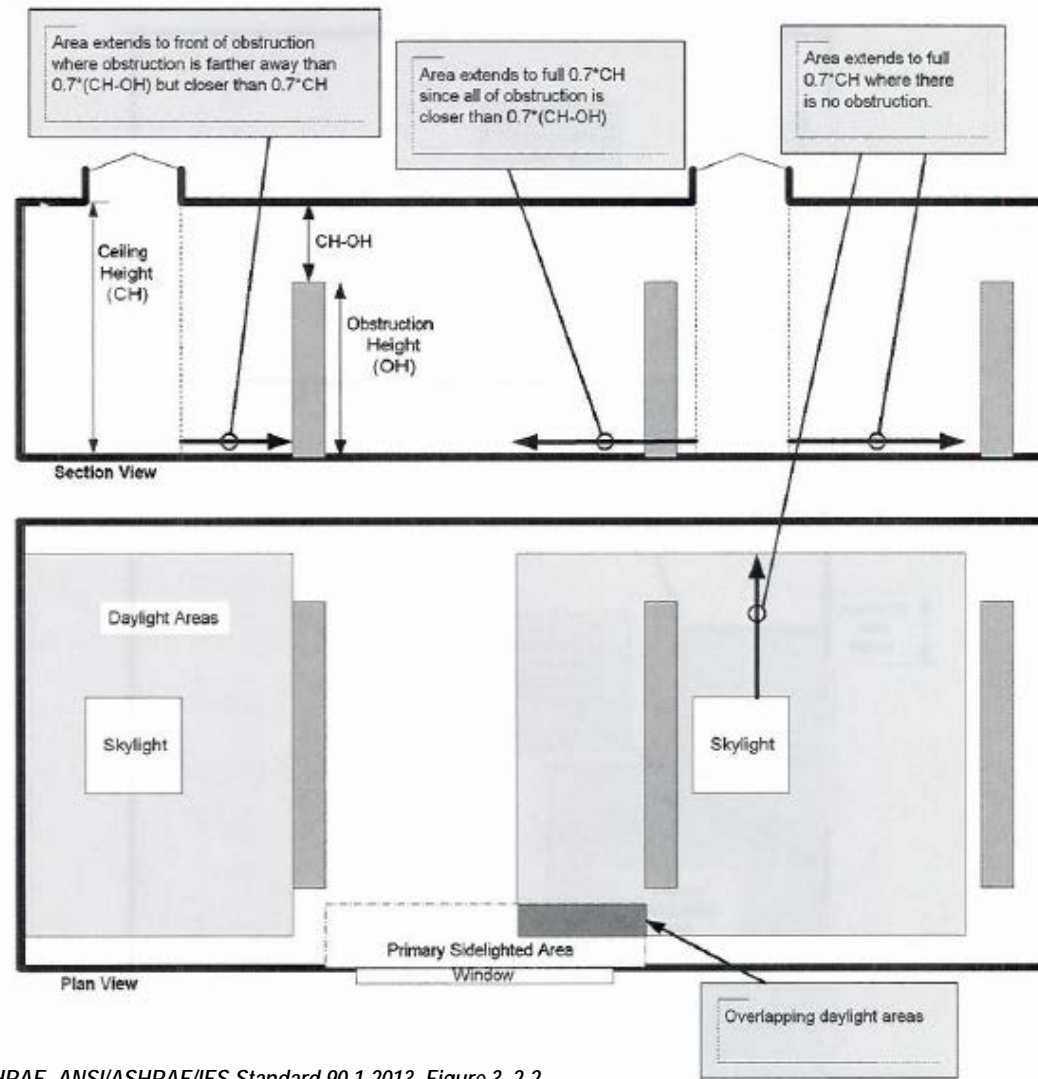 Area extends to front of obstruction
where obstruction is farther away than
0.7*(CH-OH) but closer than 0.7*CH
Area extends to full 0.7*CH
since all of obstruction is
closer than 0.7*(CH-OH)
Area extends to full
0.7*CH where there
is no obstruction.
Ceiling
Height
(CH)
CH-OH
Obstruction
Height
(OH)
Section View
Daylight Areas
Skylight
Skylight
Primary Sidelighted Area
Window
Plan View
Overlapping daylight areas
ANSI/ASHRAE/IES Standard 90.1 2013, Figure 3. 2.2